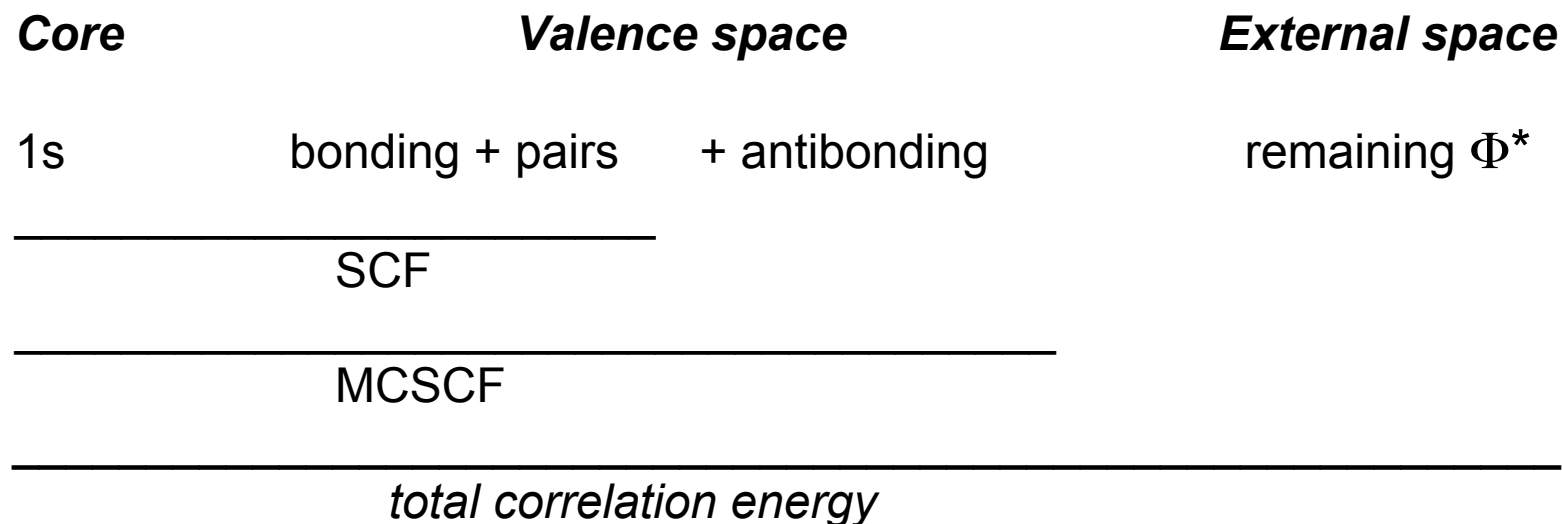 Core Valence space External space
1s bonding + pairs + antibonding remaining Φ*
SCF
MCSCF
total correlation energy